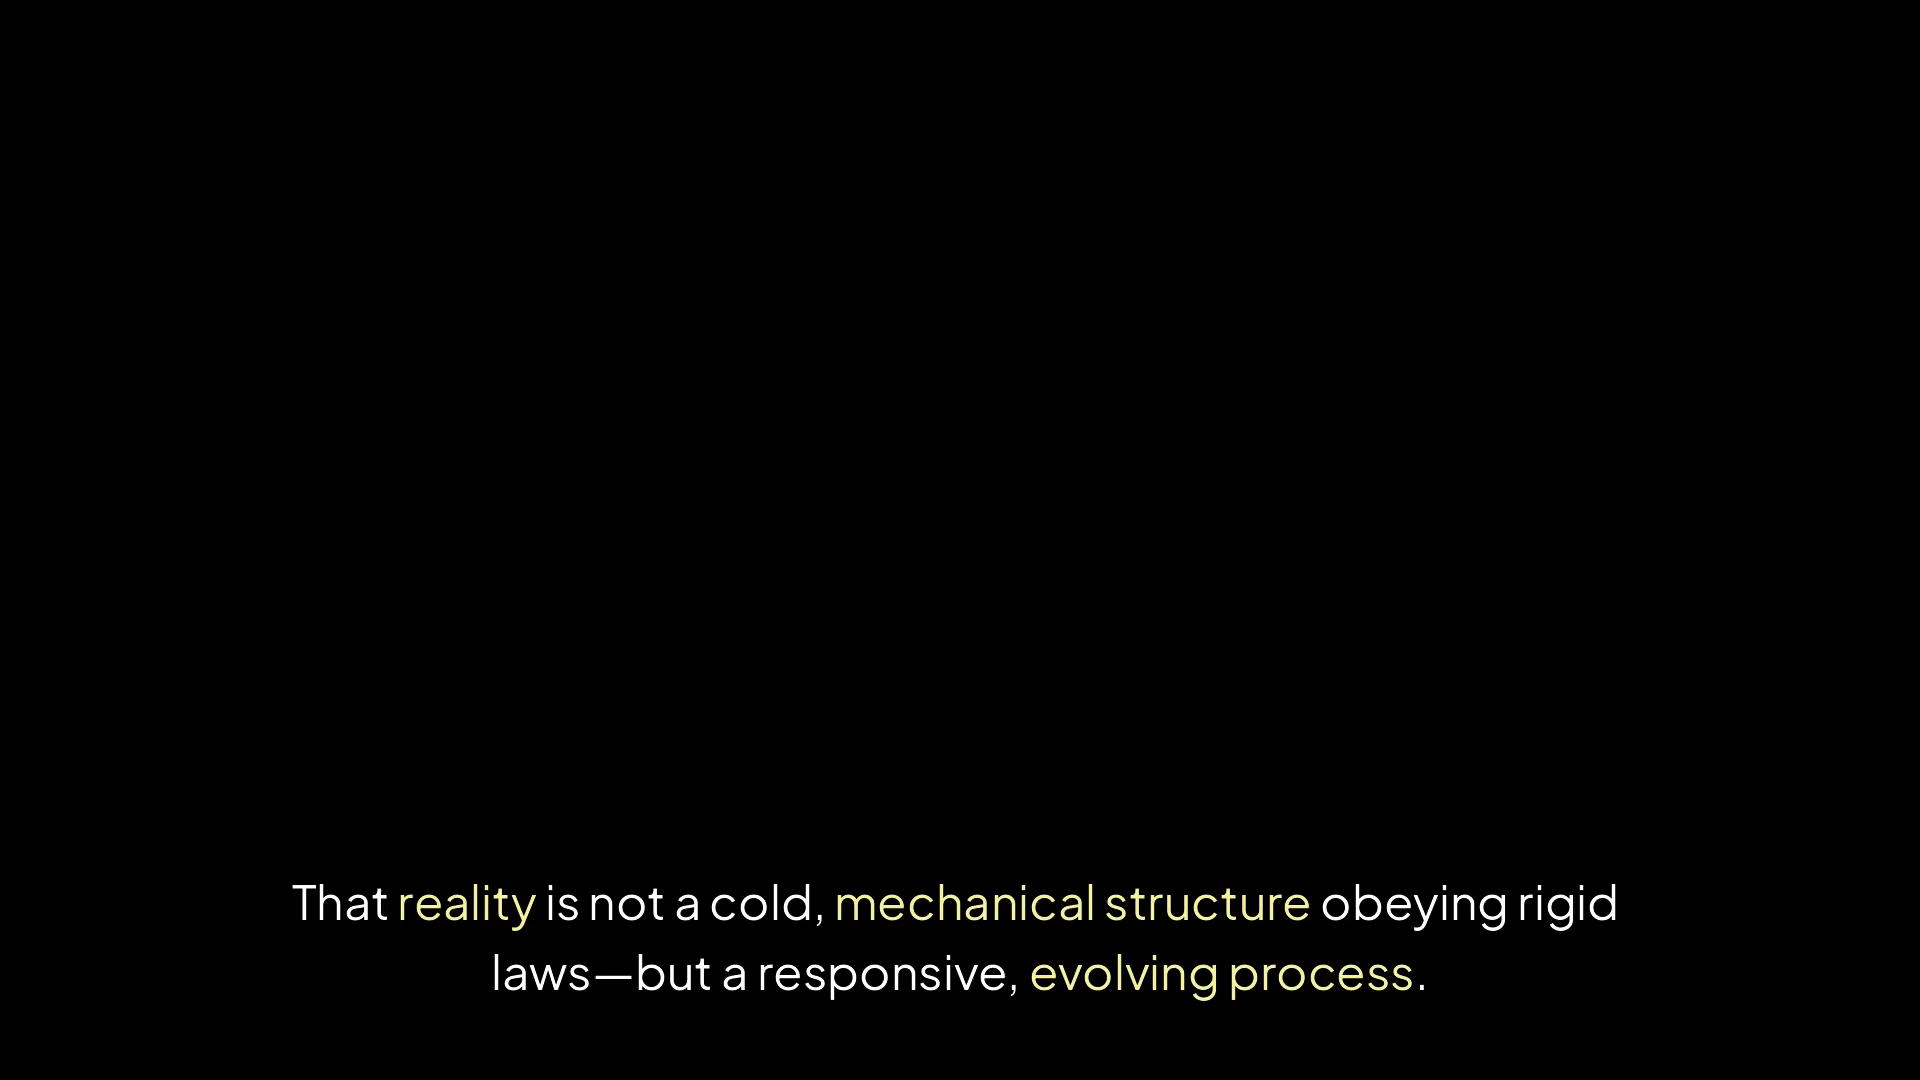 That reality is not a cold, mechanical structure obeying rigid
laws—but a responsive, evolving process.